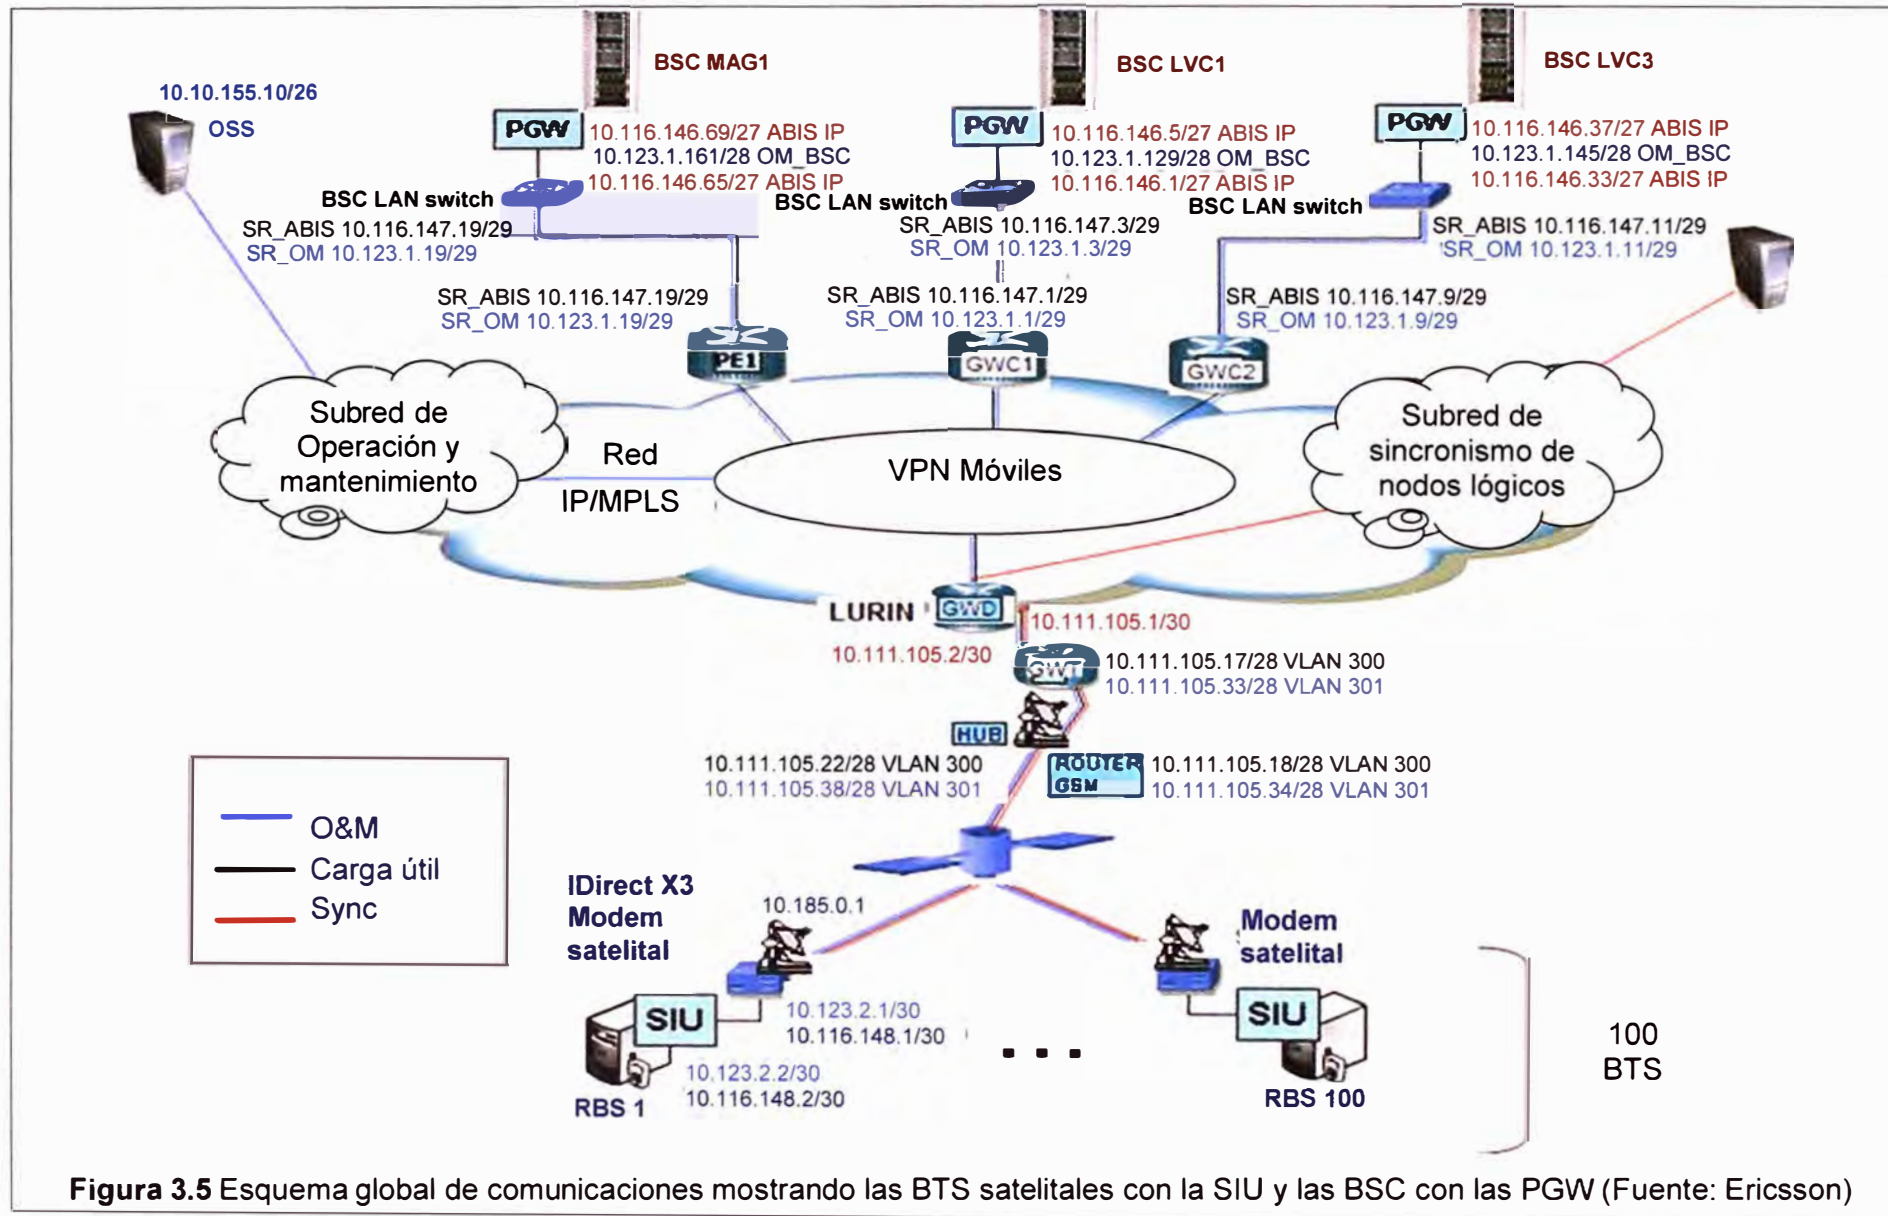 BSC MAG1
BSC LVC1
BSC LVC3
10.10.155.10/26
OSS
PGW
10.116.146.69/27 ABIS IP
10.123.1.161/28 OM_BSC
10.116.146.65/27 ABIS IP
PGW
10.116.146.5/27 ABIS IP
10.123.1.129/28 OM_BSC
10.116.146.1/27 ABIS IP
PGW
10.116.146.37/27 ABIS IP
10.123.1.145/28 OM_BSC
10.116.146.33/27 ABIS IP
BSC LAN switch
BSC LAN switch
BSC LAN switch
SR_ABIS 10.116.147.19/29
SR_OM 10.123.1.19/29
SR_ABIS 10.116.147.3/29
SR_OM 10.123.1.3/29
SR_ABIS 10.116.147.11/29
SR_OM 10.123.1.11/29
SR_ABIS 10.116.147.19/29
SR_OM 10.123.1.19/29
SR_ABIS 10.116.147.1/29
SR_OM 10.123.1.1/29
SR_ABIS 10.116.147.9/29
SR_OM 10.123.1.9/29
PE1
GWC1
GWC2
Subred de
Operación y
mantenimiento
Red
IP/MPLS
VPN Móviles
Subred de
sincronismo de
nodos lógicos
LURIN
GWD
10.111.105.1/30
10.111.105.2/30
GWT
10.111.105.17/28 VLAN 300
10.111.105.33/28 VLAN 301
HUB
10.111.105.22/28 VLAN 300
10.111.105.38/28 VLAN 301
ROUTER
GSM
10.111.105.18/28 VLAN 300
10.111.105.34/28 VLAN 301
O&M
Carga útil
Sync
IDirect X3
Modem
satelital
10.185.0.1
Modem
satelital
SIU
10.123.2.1/30
10.116.148.1/30
SIU
10.123.2.2/30
10.116.148.2/30
RBS 1
...
RBS 100
100
BTS
Figura 3.5 Esquema global de comunicaciones mostrando las BTS satelitales con la SIU y las BSC con las PGW (Fuente: Ericsson)